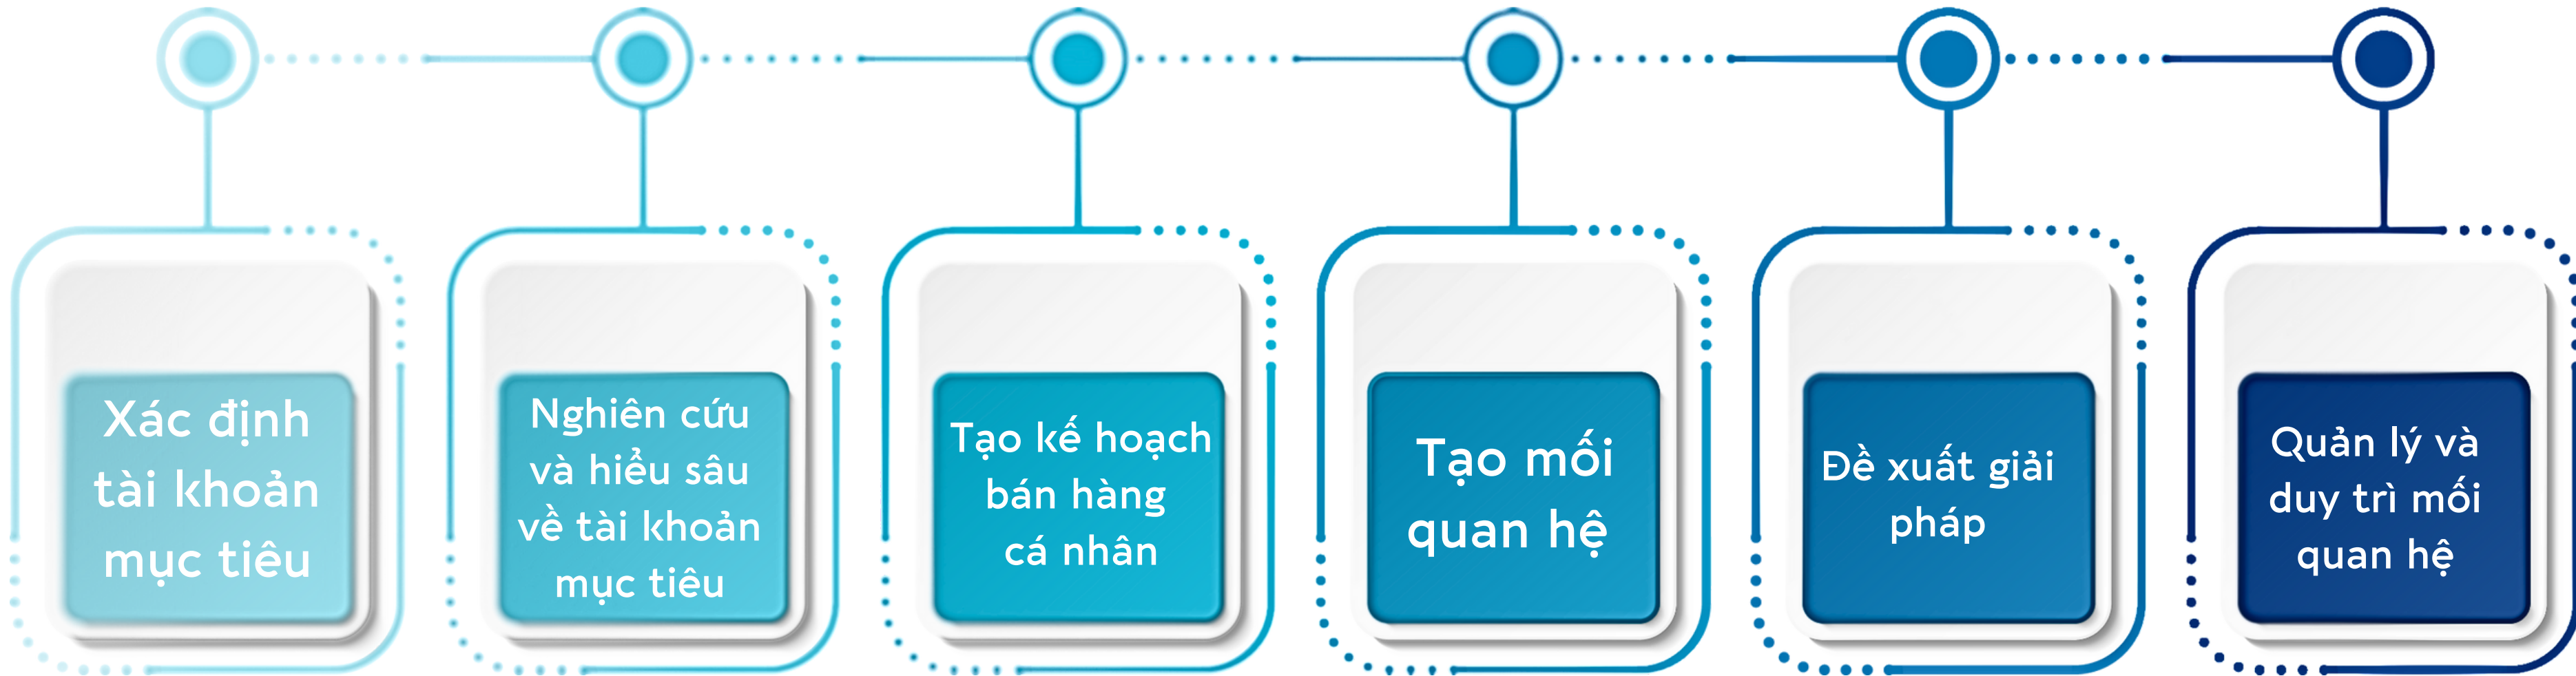 Xác định
tài khoản
mục tiêu
Nghiên cứu
và hiểu sâu
về tài khoản
mục tiêu
Tạo kế hoạch
bán hàng
cá nhân
Tạo mối
quan hệ
Đề xuất giải
pháp
Quản lý và
duy trì mối
quan hệ